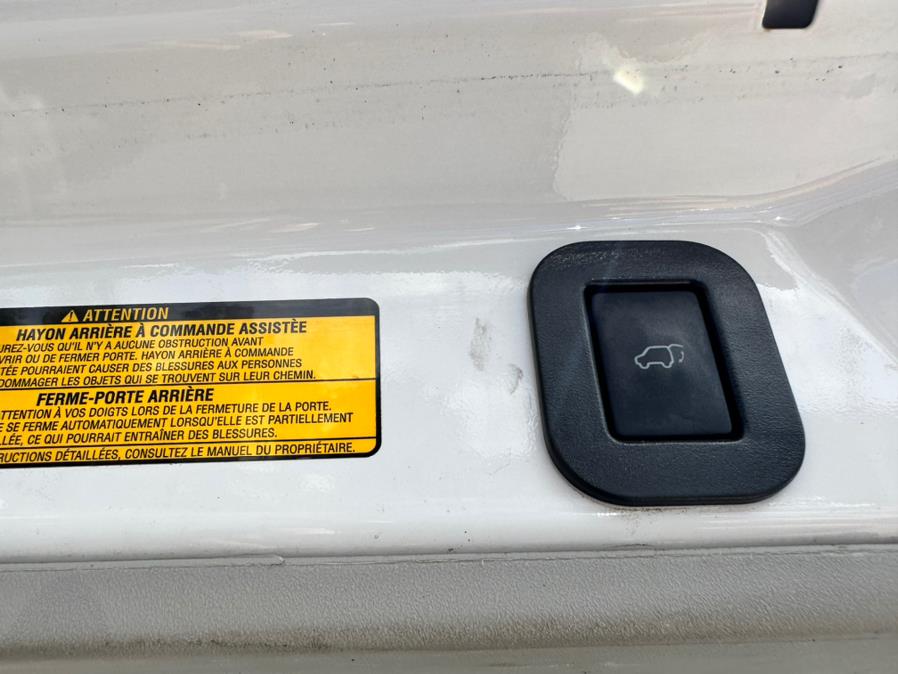 ATTENTION
HAYON ARRIÈRE À COMMANDE ASSISTÈE
UREZ-VOUS QU'IL N'Y A AUCUNE OBSTRUCTION AVANT
VRIR OU DE FERMER PORTE. HAYON ARRIÈRE À COMMANDE
TÉE POURRAIENT CAUSER DES BLESSURES AUX PERSONNES
DOMMAGER LES OBJETS QUI SE TROUVENT SUR LEUR CHEMIN.
FERME-PORTE ARRIÈRE
TTENTION À VOS DOIGTS LORS DE LA FERMETURE DE LA PORTE.
E SE FERME AUTOMATIQUEMENT LORSQU'ELLE EST PARTIELLEMENT
LLÉE, CE QUI POURRAIT ENTRAÎNER DES BLESSURES.
RUCTIONS DÉTAILLÉES, CONSULTEZ LE MANUEL DU PROPRIÉTAIRE.